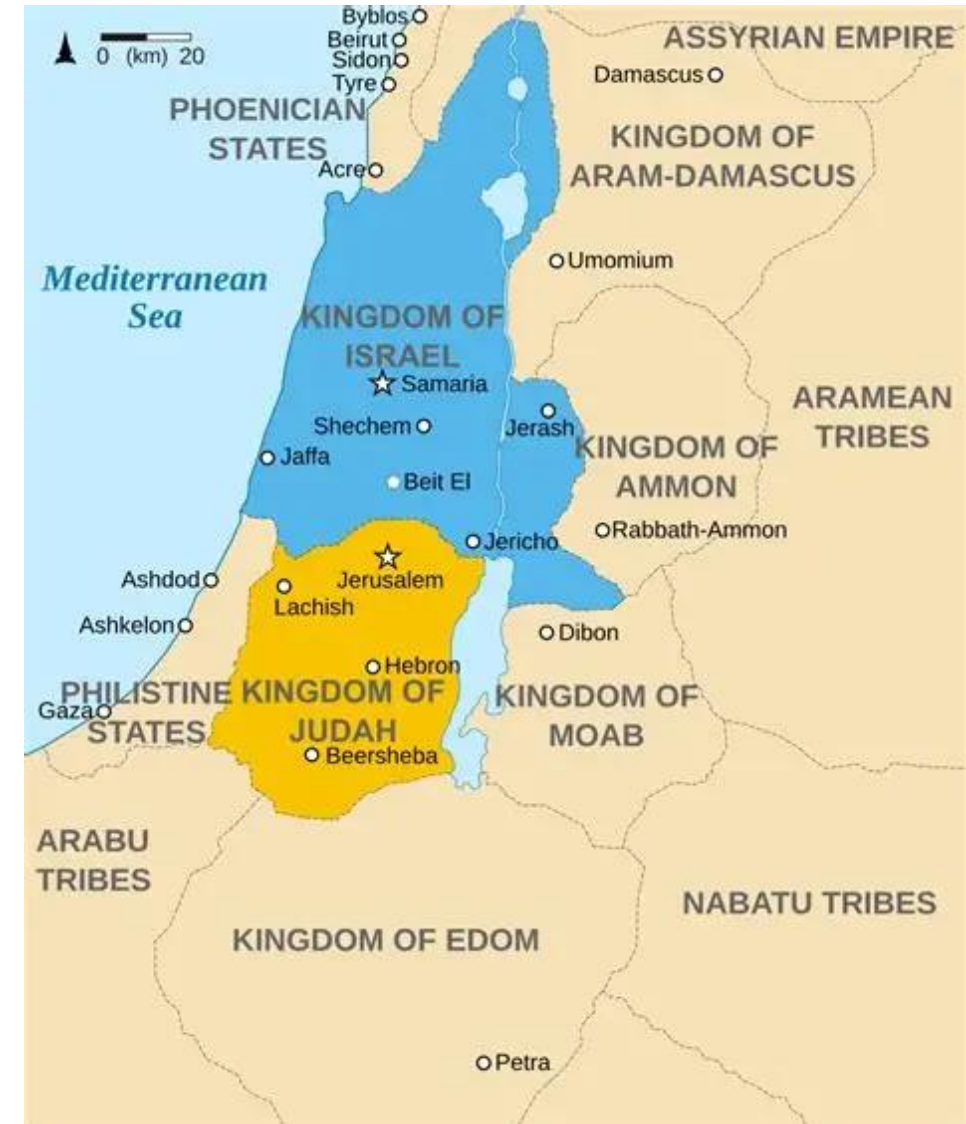 Byblos
Beirut
Sidon
Tyre
0 (km) 20
ASSYRIAN EMPIRE
Damascus
PHOENICIAN
STATES
KINGDOM OF
ARAM-DAMASCUS
Acre
Umomium
Mediterranean
Sea
KINGDOM OF
ISRAEL
Samaria
Shechem
Jerash
ARAMEAN
TRIBES
Jaffa
KINGDOM OF
AMMON
Beit El
Rabbath-Ammon
Jericho
Ashdod
Jerusalem
Lachish
Ashkelon
Dibon
Hebron
PHILISTINE
STATES
Gaza
KINGDOM OF
JUDAH
KINGDOM OF
MOAB
Beersheba
ARABU
TRIBES
NABATU TRIBES
KINGDOM OF EDOM
Petra